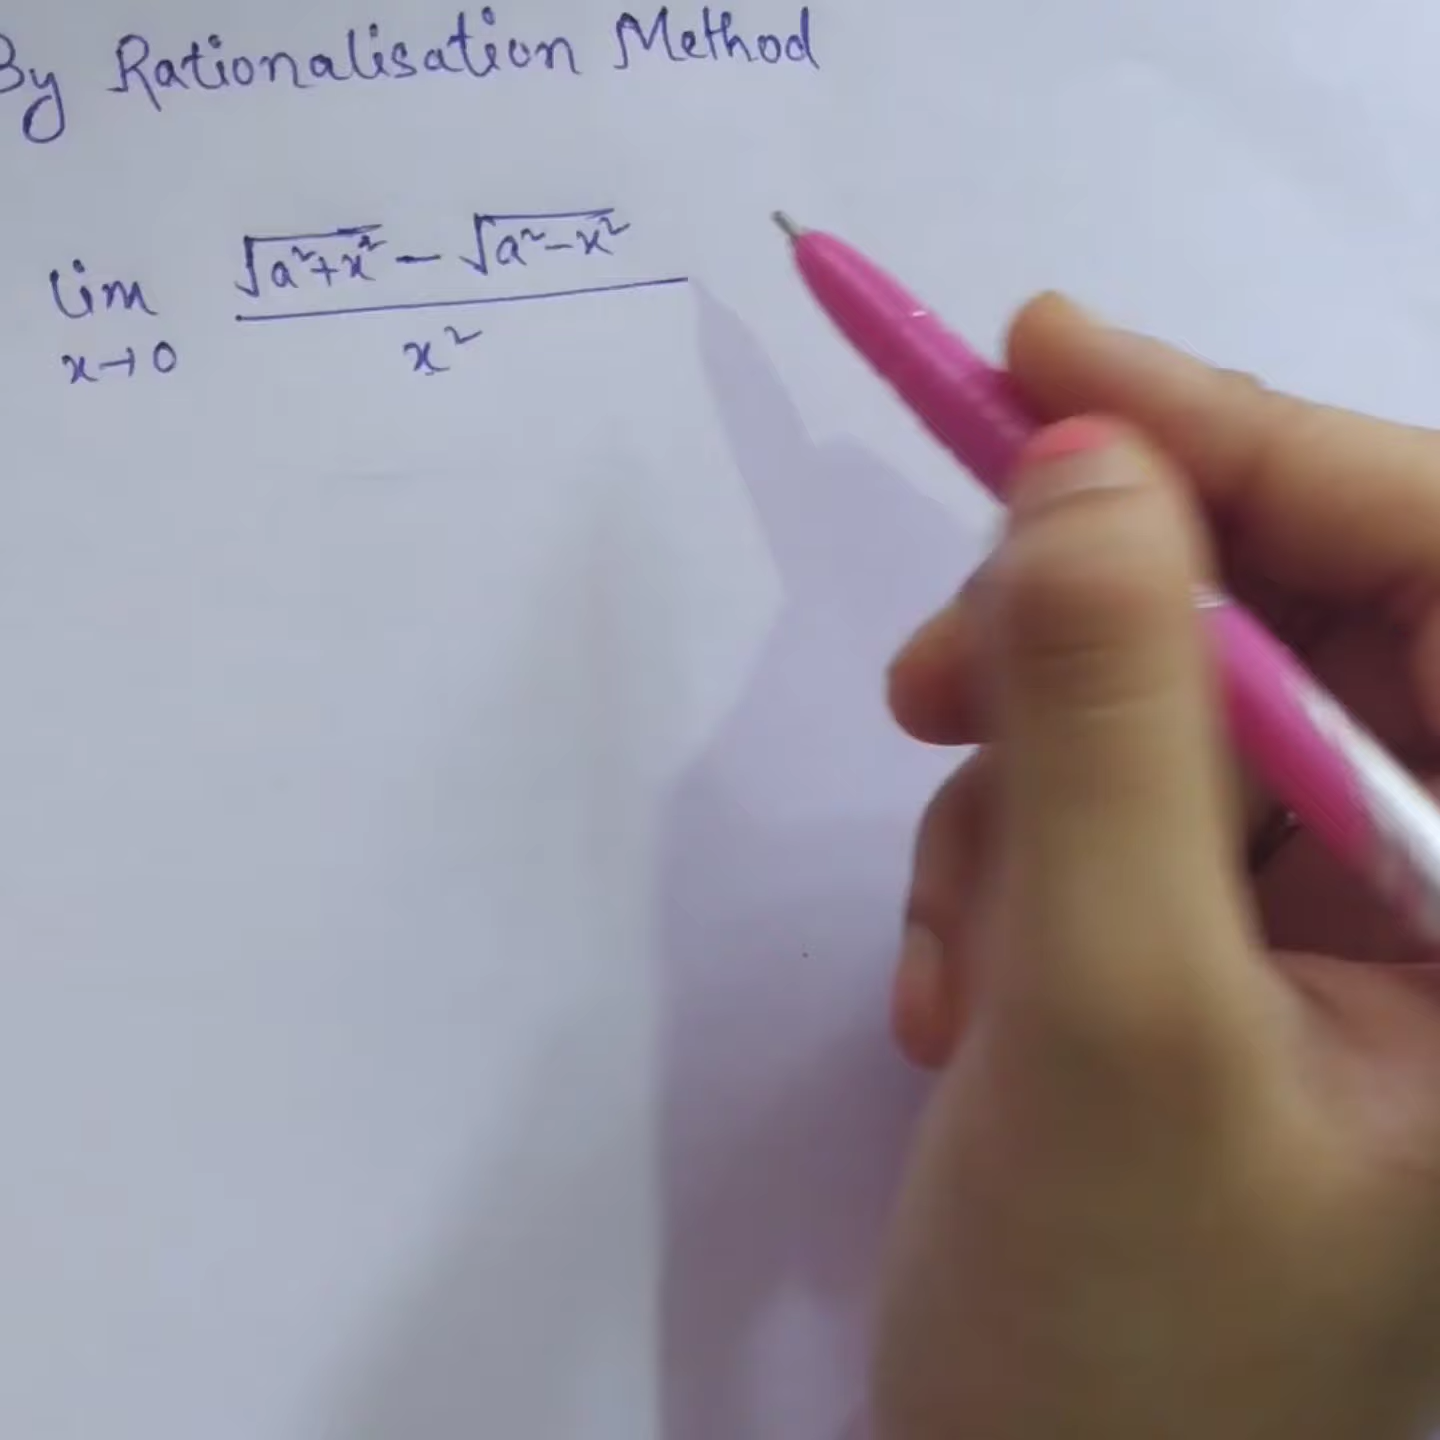 By Rationalisation Method
lim x→0 (√(a²+x²) - √(a²-x²)) / x²